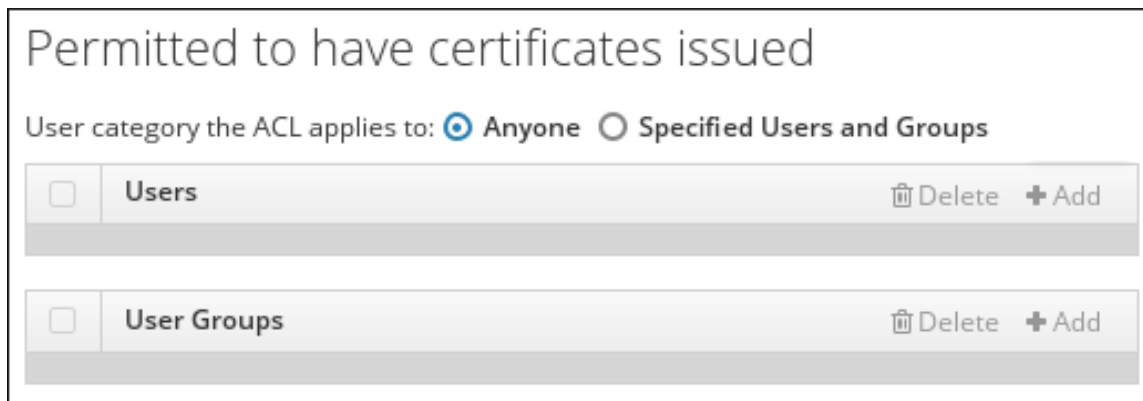 Permitted to have certificates issued
User category the ACL applies to: Anyone Specified Users and Groups
Users Delete Add
User Groups Delete Add